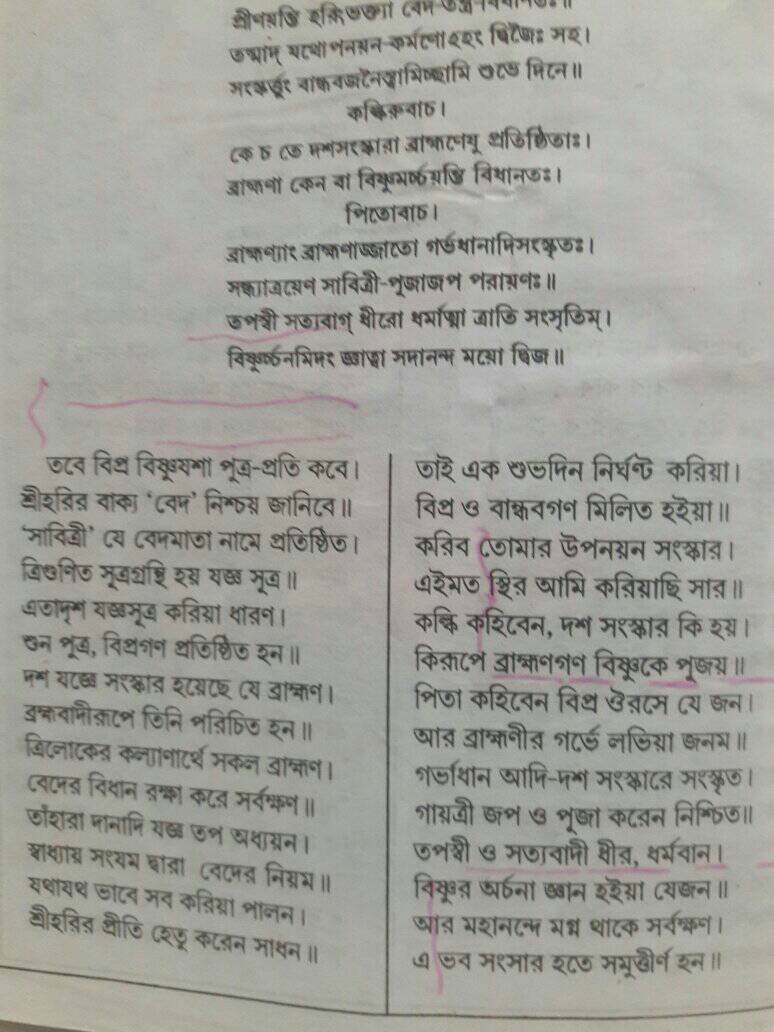 শ্রীণয়ন্তি হরিংভক্ত্যা বেদ-তন্ত্র-বিধানতঃ॥
তস্মাদ্ যথোপনয়ন-কর্মণোঽহং দ্বিজৈঃ সহ।
সংস্কর্ত্তুং বান্ধবজনৈস্ত্বামিচ্ছামি শুভে দিনে॥
কল্কিরুবাচ।
কে চ তে দশসংস্কারা ব্রাহ্মণেষু প্রতিষ্ঠিতাঃ।
ব্রাহ্মণা কেন বা বিষ্ণুমর্চ্চয়ন্তি বিধানতঃ।
পিতোবাচ।
ব্রাহ্মণ্যাং ব্রাহ্মণাজ্জাতো গর্ভধানাদিসংস্কৃতঃ।
সন্ধ্যাত্রয়েণ সাবিত্রী-পূজাজপ পরায়ণঃ॥
তপস্বী সত্যবাগ্ ধীরো ধর্মাত্মা ত্রাতি সংসৃতিম্।
বিষ্ণুর্চ্চনমিদং জ্ঞাত্বা সদানন্দ ময়ো দ্বিজ॥
তবে বিপ্র বিষ্ণুযশা পুত্র-প্রতি কবে।
শ্রীহরির বাক্য ‘বেদ’ নিশ্চয় জানিবে॥
‘সাবিত্রী’ যে বেদমাতা নামে প্রতিষ্ঠিত।
ত্রিগুণিত সূত্রগ্রন্থি হয় যজ্ঞ সূত্র॥
এতাদৃশ যজ্ঞসূত্র করিয়া ধারণ।
শুন পুত্র, বিপ্রগণ প্রতিষ্ঠিত হন॥
দশ যজ্ঞে সংস্কার হয়েছে যে ব্রাহ্মণ।
ব্রহ্মবাদীরূপে তিনি পরিচিত হন॥
ত্রিলোকের কল্যাণার্থে সকল ব্রাহ্মণ।
বেদের বিধান রক্ষা করে সর্বক্ষণ॥
তাঁহারা দানাদি যজ্ঞ তপ অধ্যয়ন।
স্বাধ্যায় সংযম দ্বারা বেদের নিয়ম॥
যথাযথ ভাবে সব করিয়া পালন।
শ্রীহরির প্রীতি হেতু করেন সাধন॥
তাই এক শুভদিন নির্ঘণ্ট করিয়া।
বিপ্র ও বান্ধবগণ মিলিত হইয়া॥
করিব তোমার উপনয়ন সংস্কার।
এইমত স্থির আমি করিয়াছি সার॥
কল্কি কহিবেন, দশ সংস্কার কি হয়।
কিরূপে ব্রাহ্মণগণ বিষ্ণুকে পূজয়॥
পিতা কহিবেন বিপ্র ঔরসে যে জন।
আর ব্রাহ্মণীর গর্ভে লভিয়া জনম॥
গর্ভাধান আদি-দশ সংস্কারে সংস্কৃত।
গায়ত্রী জপ ও পূজা করেন নিশ্চিত॥
তপস্বী ও সত্যবাদী ধীর, ধর্মবান।
বিষ্ণুর অর্চনা জ্ঞান হইয়া যেজন॥
আর মহানন্দে মগ্ন থাকে সর্বক্ষণ।
এ ভব সংসার হতে সমুত্তীর্ণ হন॥